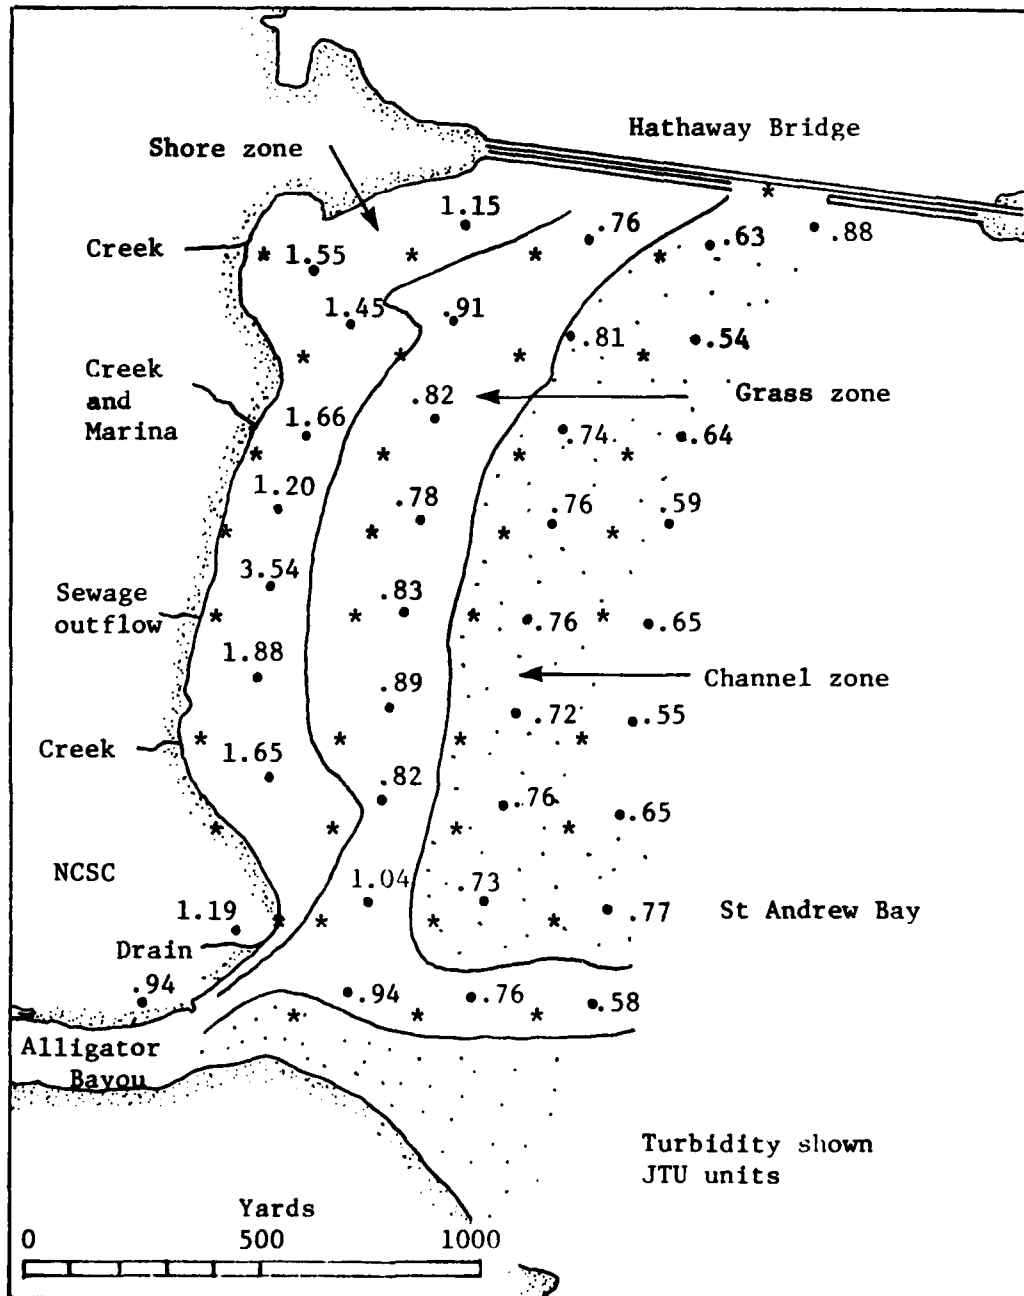 Hathaway Bridge
Shore zone
1.15
.76
.63
.88
Creek
1.55
1.45
.91
.81
.54
Creek
and
Marina
.82
Grass zone
1.66
.74
.64
1.20
.78
.76
.59
3.54
Sewage
outflow
.83
.76
.65
1.88
.89
Channel zone
.72
.55
Creek
1.65
.82
.76
.65
NCSC
1.04
.73
1.19
.77
St Andrew Bay
Drain
.94
.94
.76
.58
Alligator
Bayou
Turbidity shown
JTU units
Yards
0 500 1000